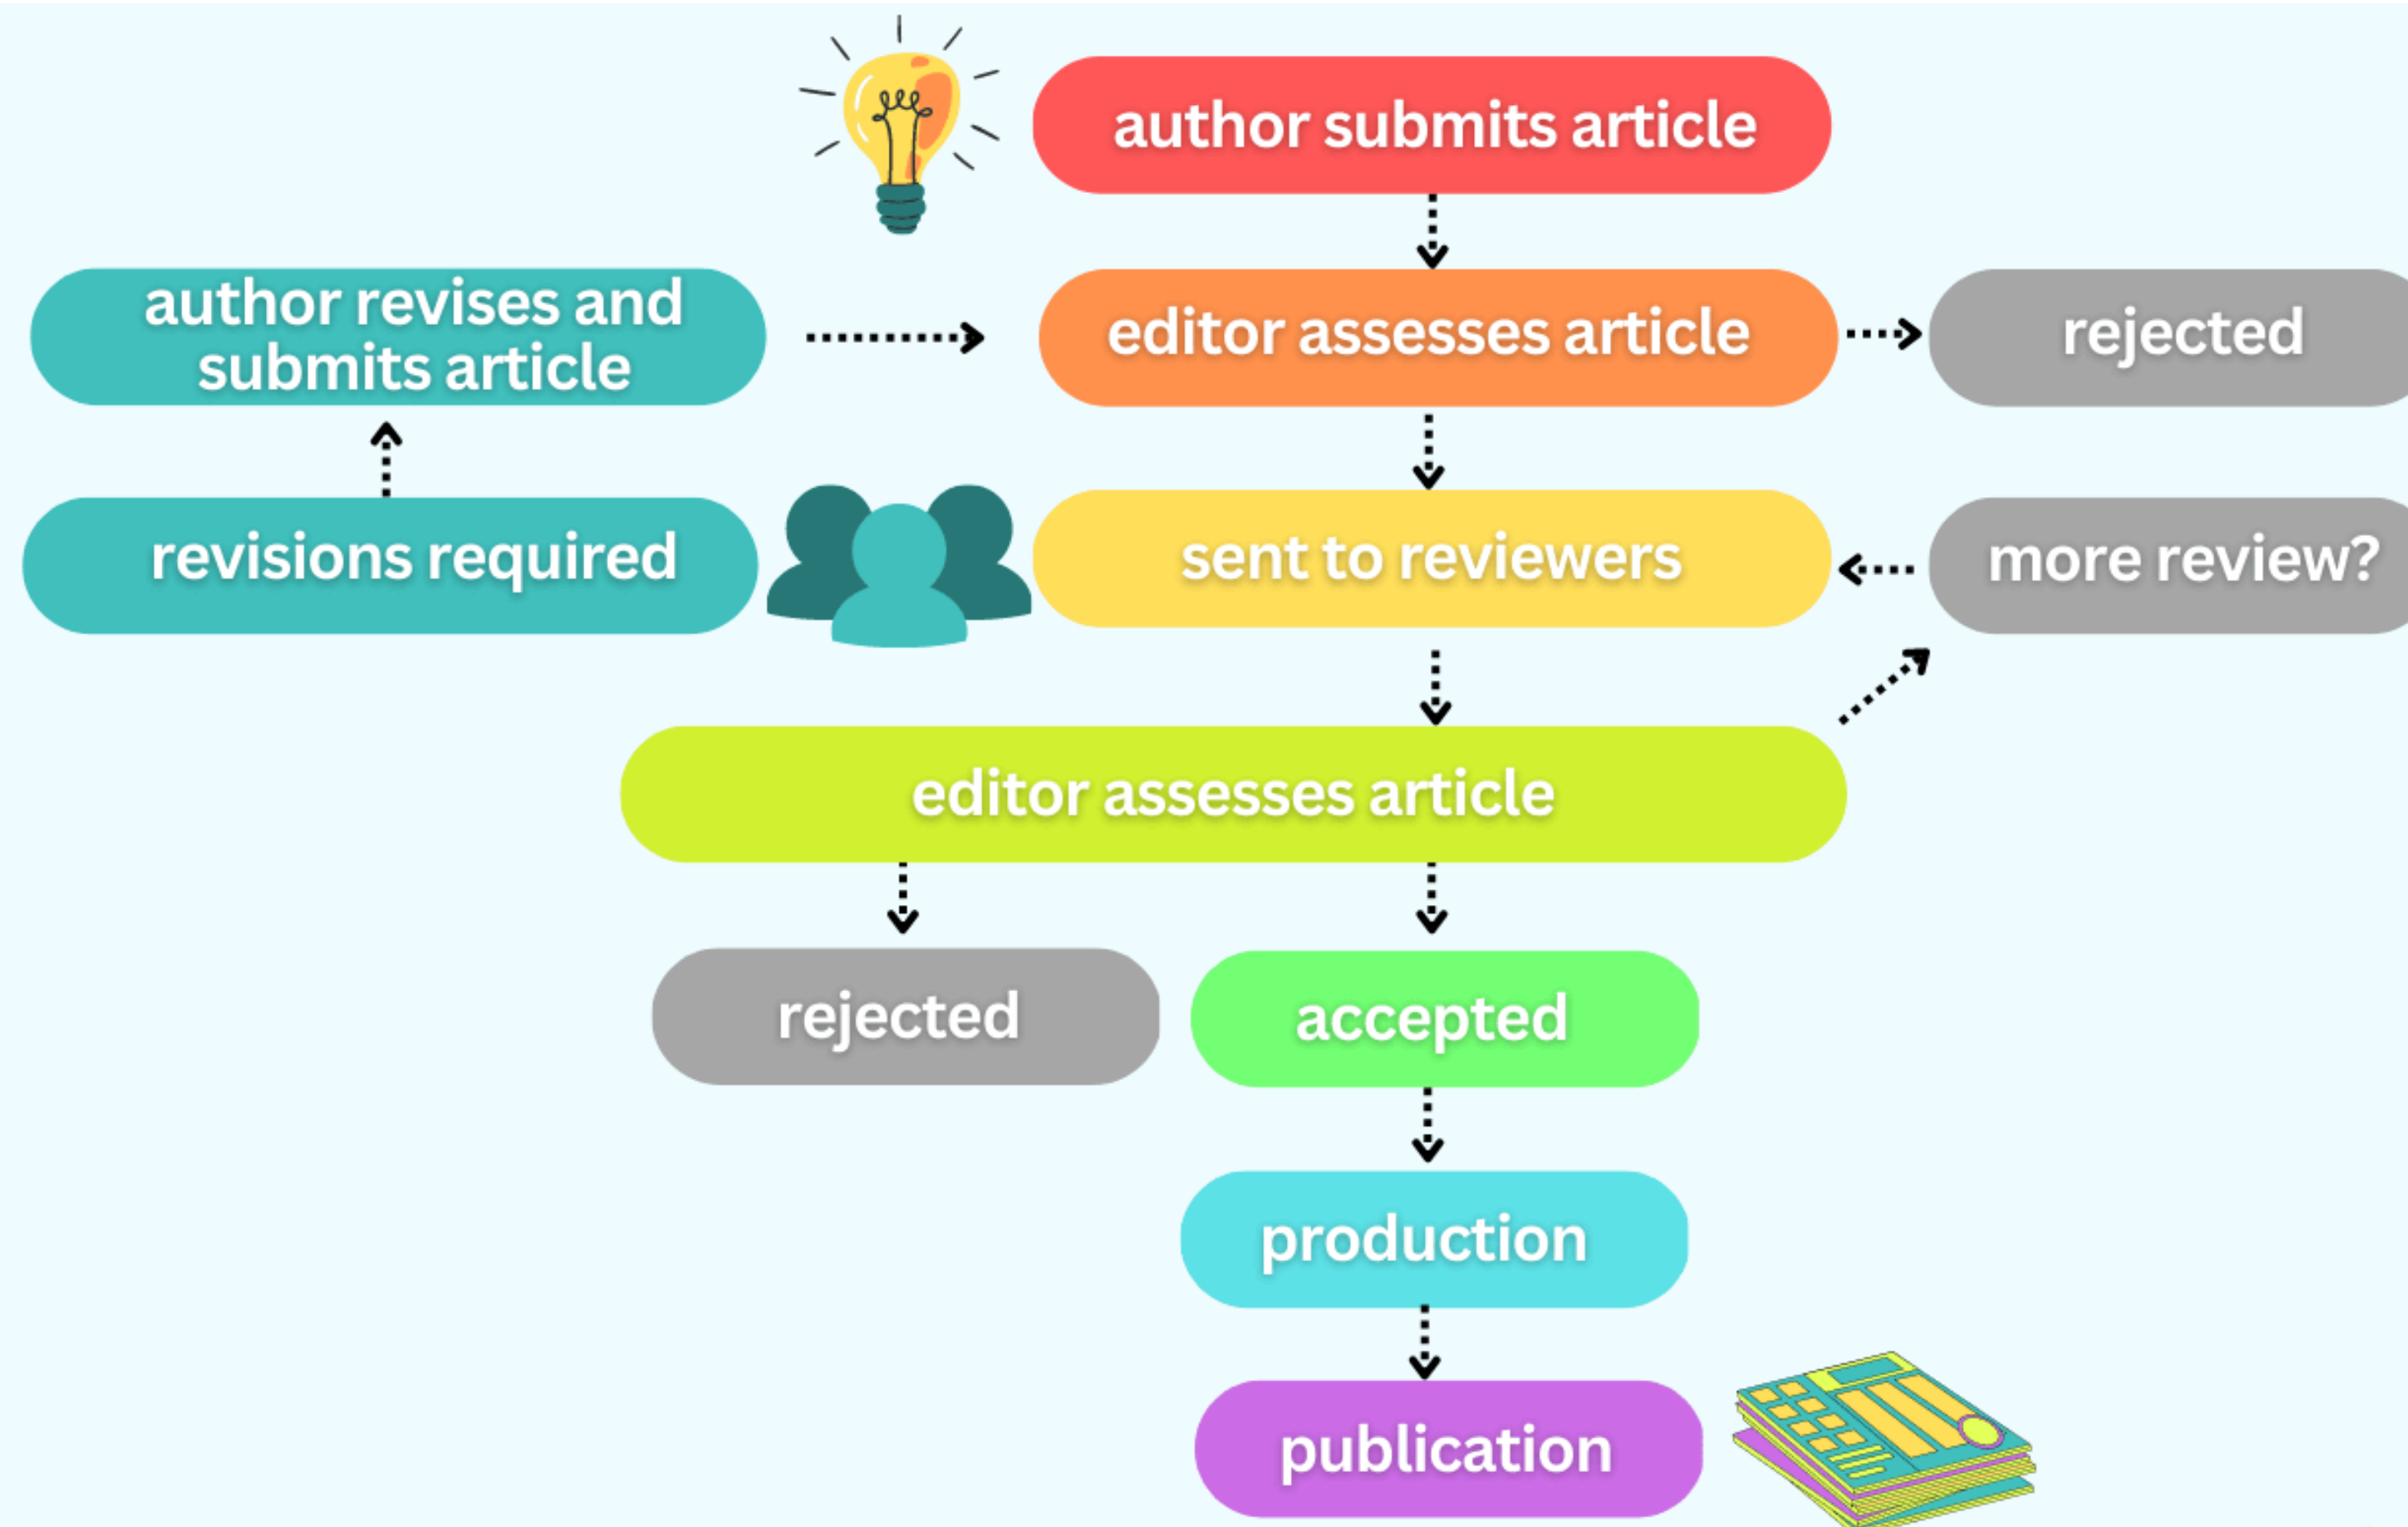 author submits article
author revises and
submits article
editor assesses article
rejected
revisions required
sent to reviewers
more review?
editor assesses article
rejected
accepted
production
publication